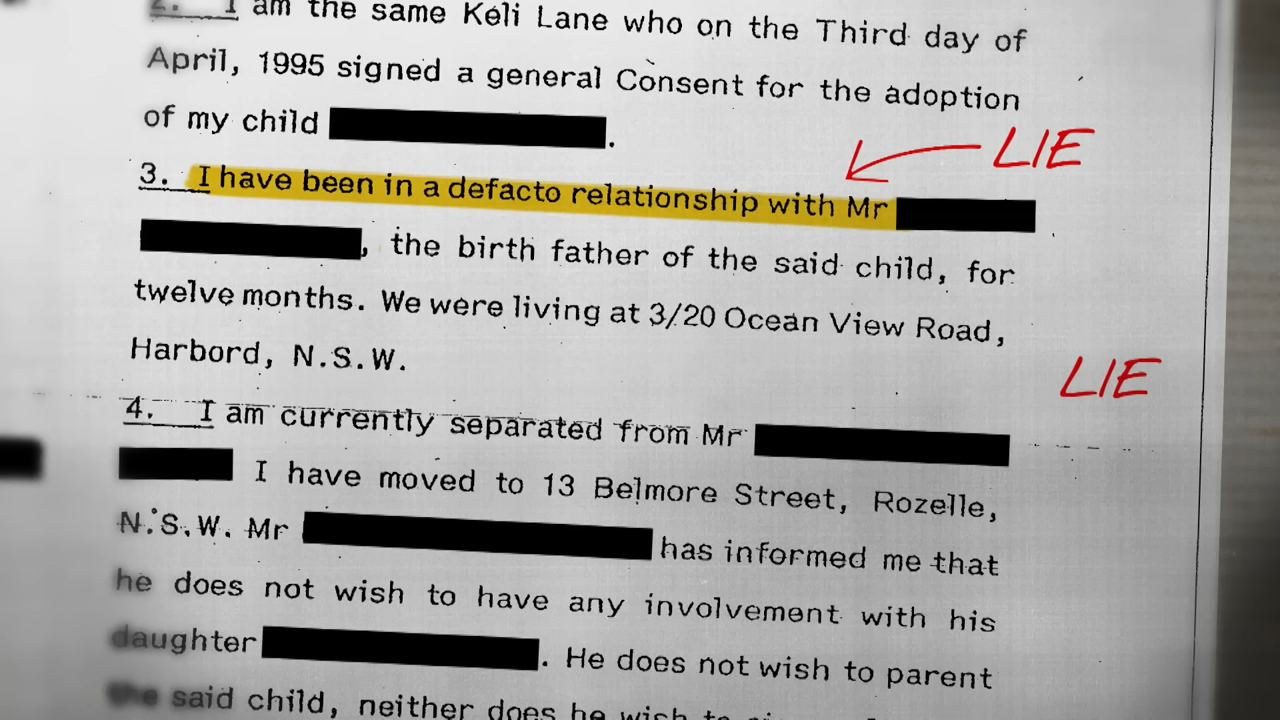 2. I am the same Keli Lane who on the Third day of
April, 1995 signed a general Consent for the adoption
of my child .
LIE
3. I have been in a defacto relationship with Mr
, the birth father of the said child, for
twelve months. We were living at 3/20 Ocean View Road,
Harbord, N.S.W.
LIE
4. I am currently separated from Mr
I have moved to 13 Belmore Street, Rozelle,
N.S.W. Mr has informed me that
he does not wish to have any involvement with his
daughter . He does not wish to parent
the said child, neither does he wish to